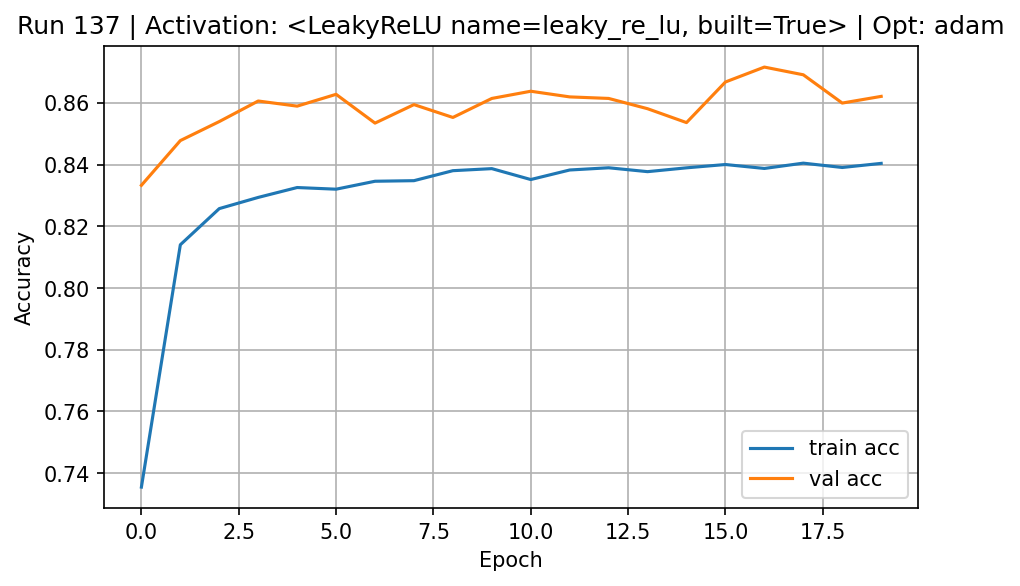 Run 137 | Activation: <LeakyReLU name=leaky_re_lu, built=True> | Opt: adam
Accuracy
0.86
0.84
0.82
0.80
0.78
0.76
0.74
train acc
val acc
0.0 2.5 5.0 7.5 10.0 12.5 15.0 17.5
Epoch